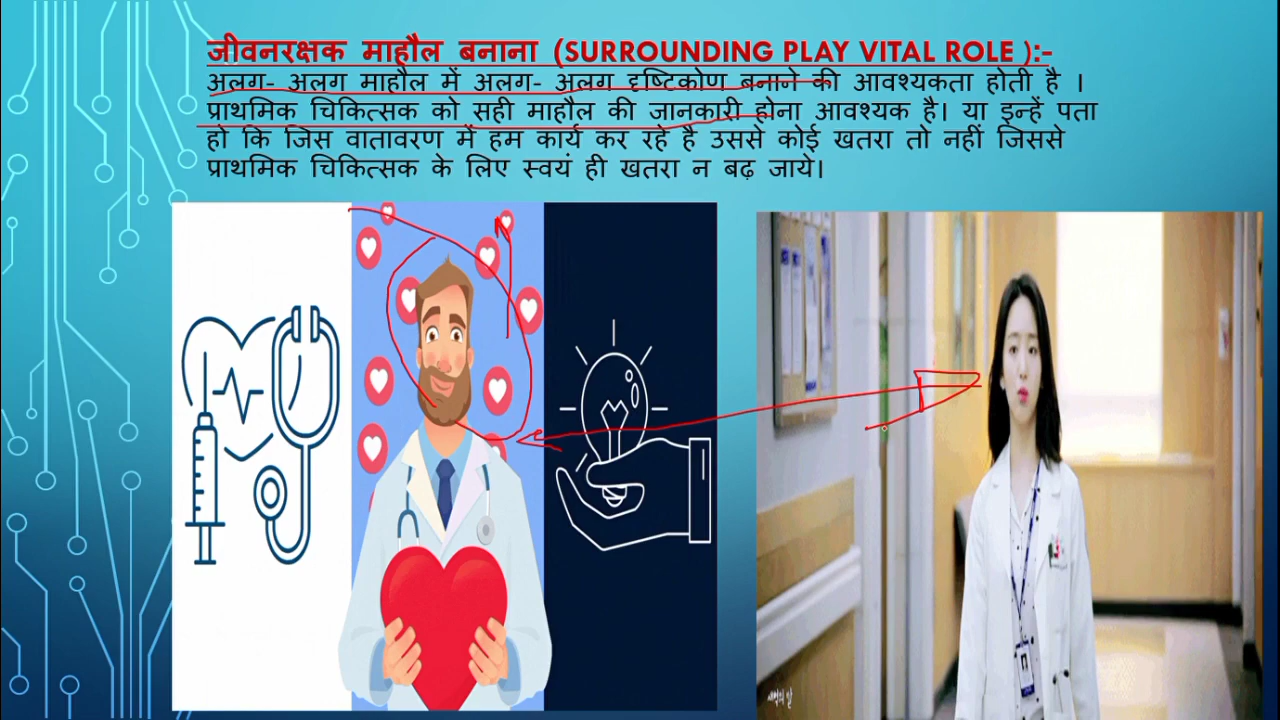 जीवनरक्षक माहौल बनाना (SURROUNDING PLAY VITAL ROLE ):-
अलग- अलग माहौल में अलग- अलग दृष्टिकोण बनाने की आवश्यकता होती है ।
प्राथमिक चिकित्सक को सही माहौल की जानकारी होना आवश्यक है। या इन्हें पता
हो कि जिस वातावरण में हम कार्य कर रहे है उससे कोई खतरा तो नहीं जिससे
प्राथमिक चिकित्सक के लिए स्वयं ही खतरा न बढ़ जाये।